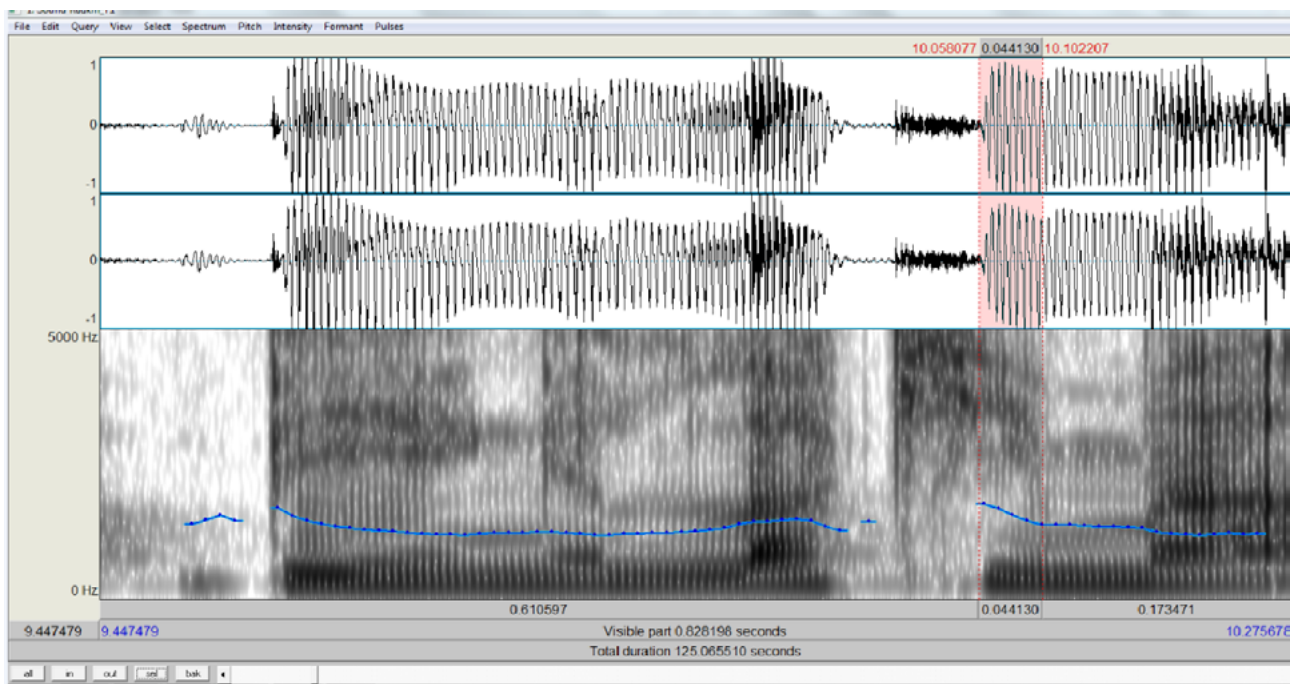 File Edit Query View Select Spectrum Pitch Intensity Formant Pulses
10.058077 0.044130 10.102207
1
0
-1
1
0
-1
5000 Hz
0 Hz
0.610597 0.044130 0.173471
9.447479 9.447479 Visible part 0.828198 seconds 10.275678
Total duration 125.065510 seconds
all in out sel bak